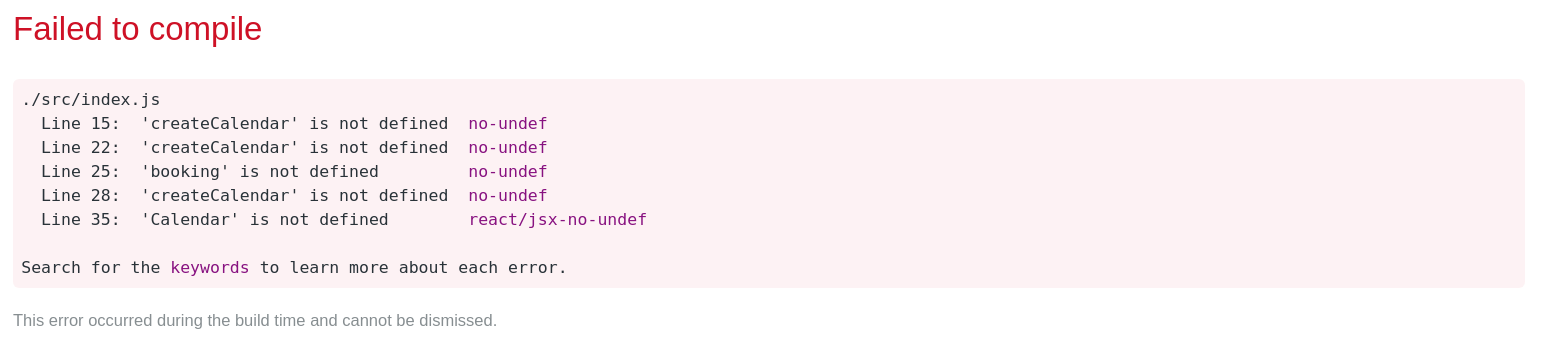 Failed to compile
./src/index.js
  Line 15:  'createCalendar' is not defined  no-undef
  Line 22:  'createCalendar' is not defined  no-undef
  Line 25:  'booking' is not defined         no-undef
  Line 28:  'createCalendar' is not defined  no-undef
  Line 35:  'Calendar' is not defined        react/jsx-no-undef
Search for the keywords to learn more about each error.
This error occurred during the build time and cannot be dismissed.